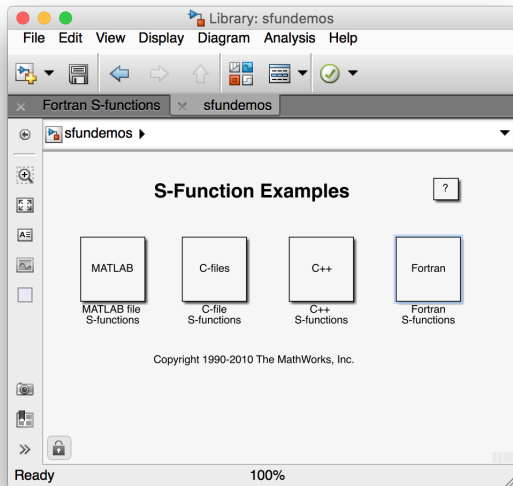 Library: sfundemos
File Edit View Display Diagram Analysis Help
Fortran S-functions sfundemos
sfundemos
S-Function Examples
?
MATLAB C-files C++ Fortran
MATLAB file C-file C++ Fortran
S-functions S-functions S-functions S-functions
Copyright 1990-2010 The MathWorks, Inc.
Ready 100%